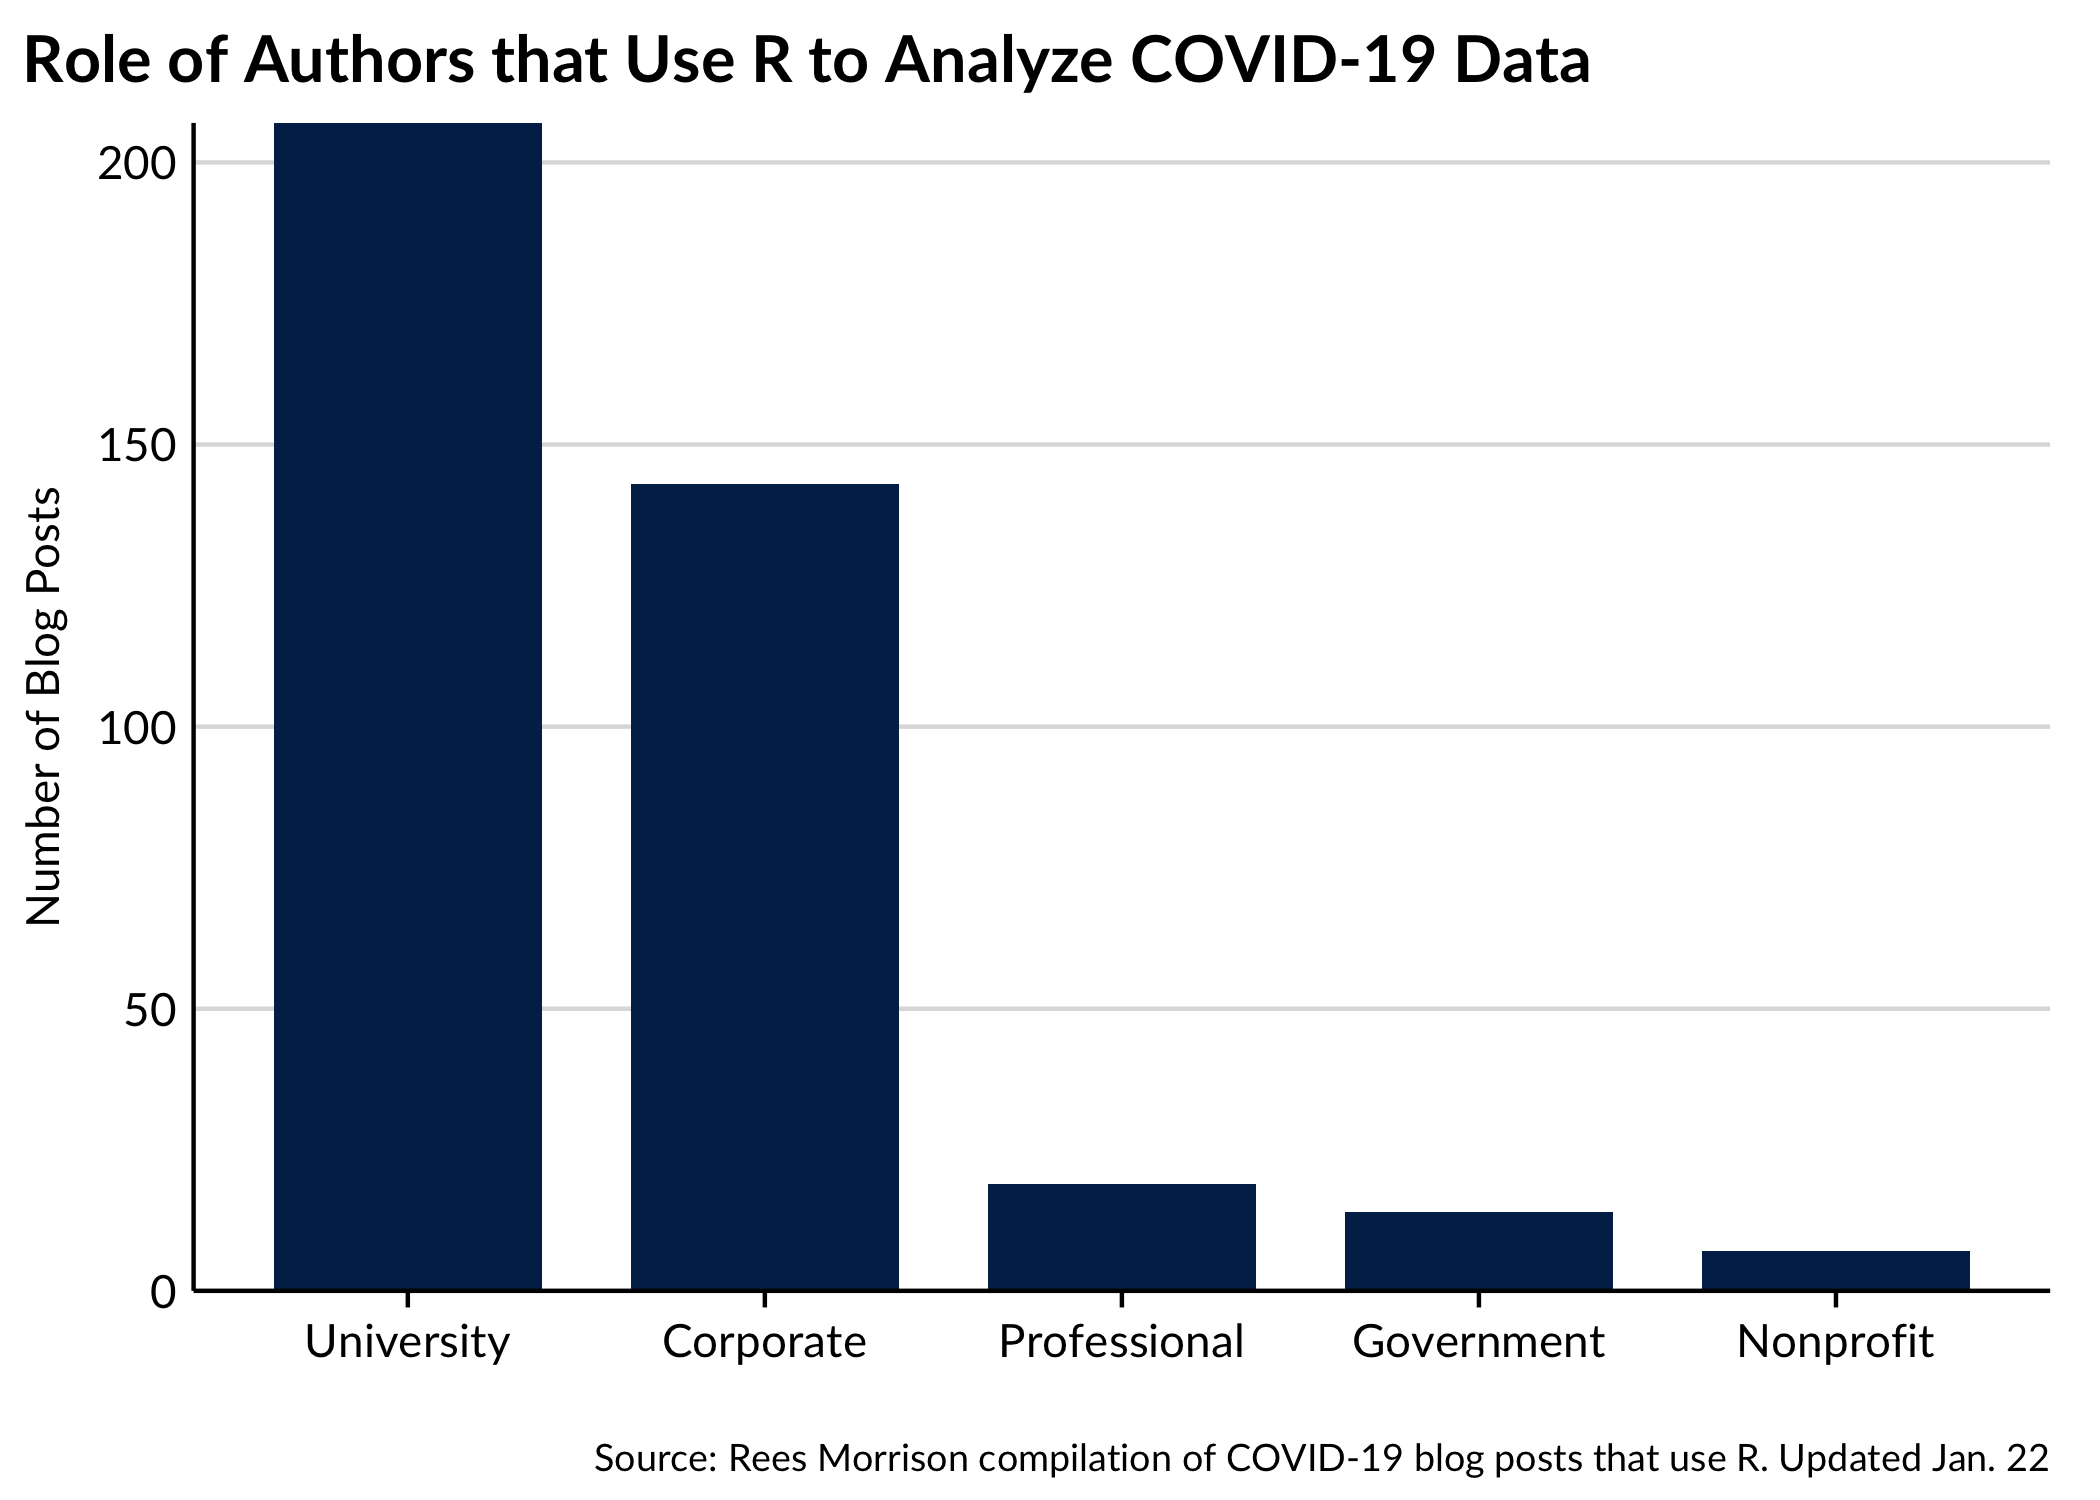 Role of Authors that Use R to Analyze COVID-19 Data
Number of Blog Posts
200
150
100
50
0
University Corporate Professional Government Nonprofit
Source: Rees Morrison compilation of COVID-19 blog posts that use R. Updated Jan. 22